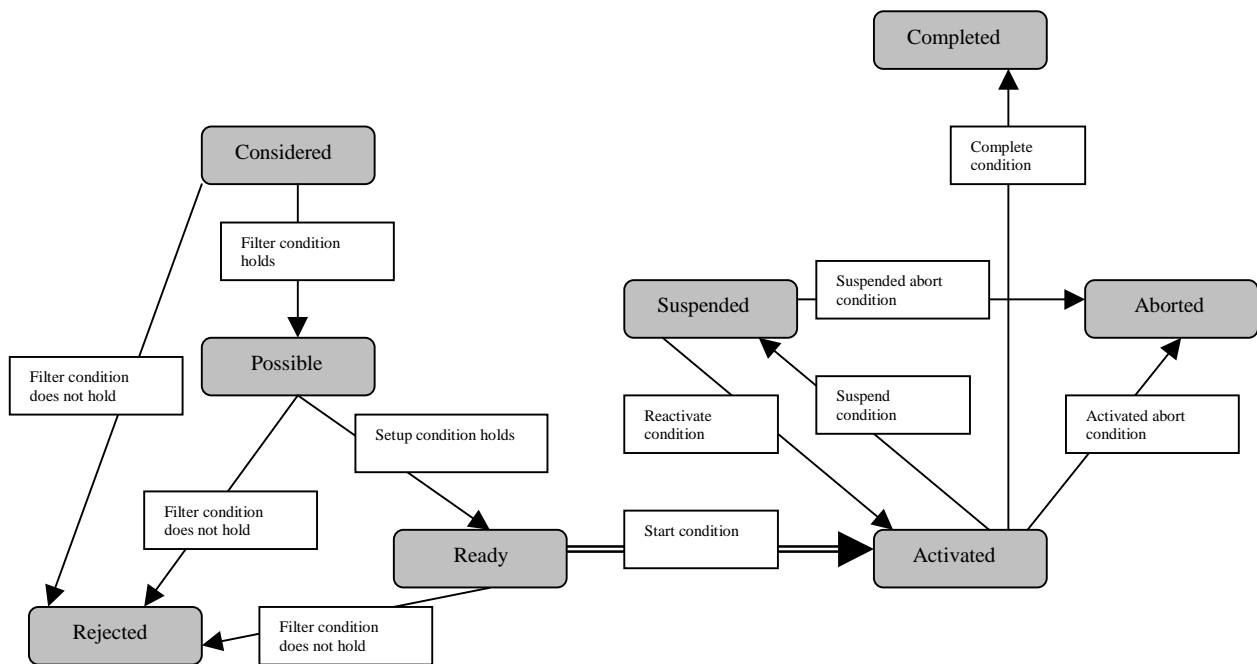 Completed
Considered
Complete
condition
Filter condition
holds
Suspended abort
condition
Suspended
Aborted
Possible
Filter condition
does not hold
Reactivate
condition
Suspend
condition
Activated abort
condition
Setup condition holds
Filter condition
does not hold
Start condition
Ready
Activated
Rejected
Filter condition
does not hold